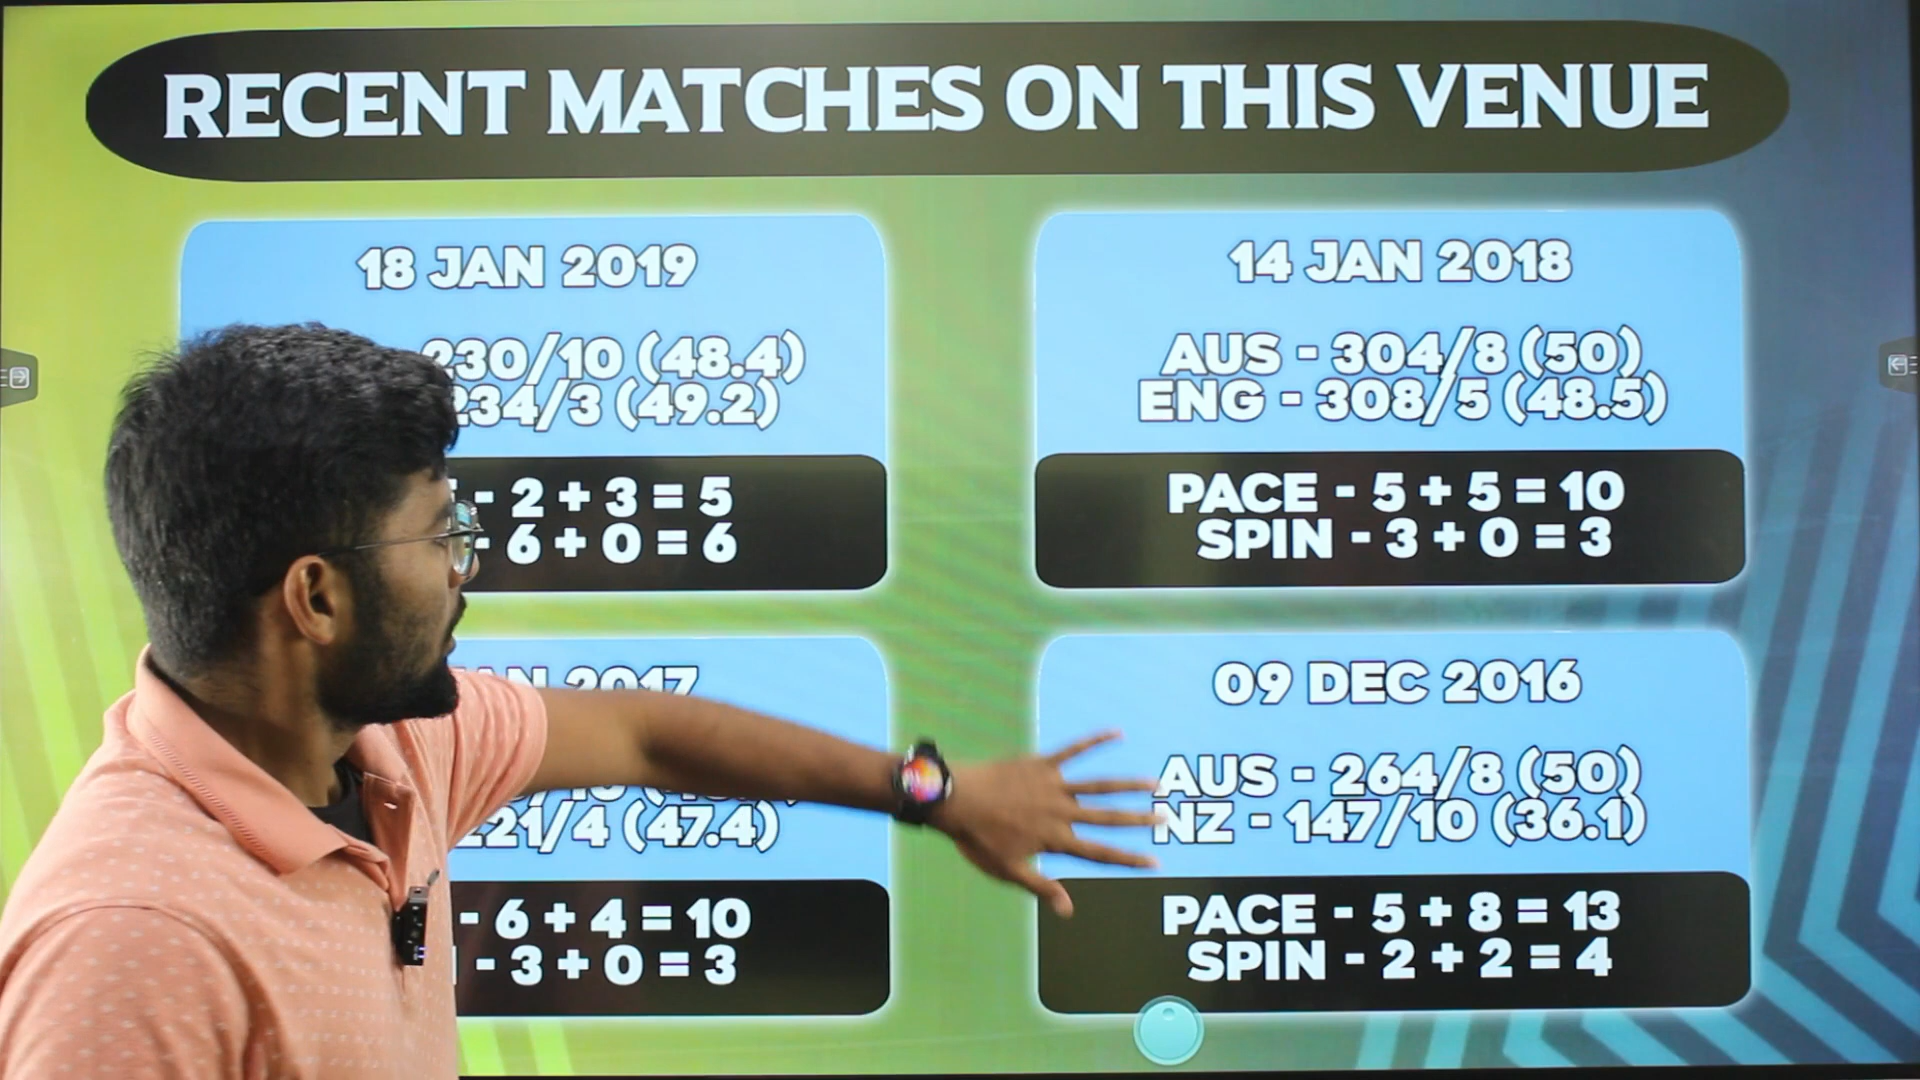 RECENT MATCHES ON THIS VENUE
18 JAN 2019
230/10 (48.4)
234/3 (49.2)
- 2 + 3 = 5
- 6 + 0 = 6
14 JAN 2018
AUS - 304/8 (50)
ENG - 308/5 (48.5)
PACE - 5 + 5 = 10
SPIN - 3 + 0 = 3
2017
221/4 (47.4)
- 6 + 4 = 10
- 3 + 0 = 3
09 DEC 2016
AUS - 264/8 (50)
NZ - 147/10 (36.1)
PACE - 5 + 8 = 13
SPIN - 2 + 2 = 4